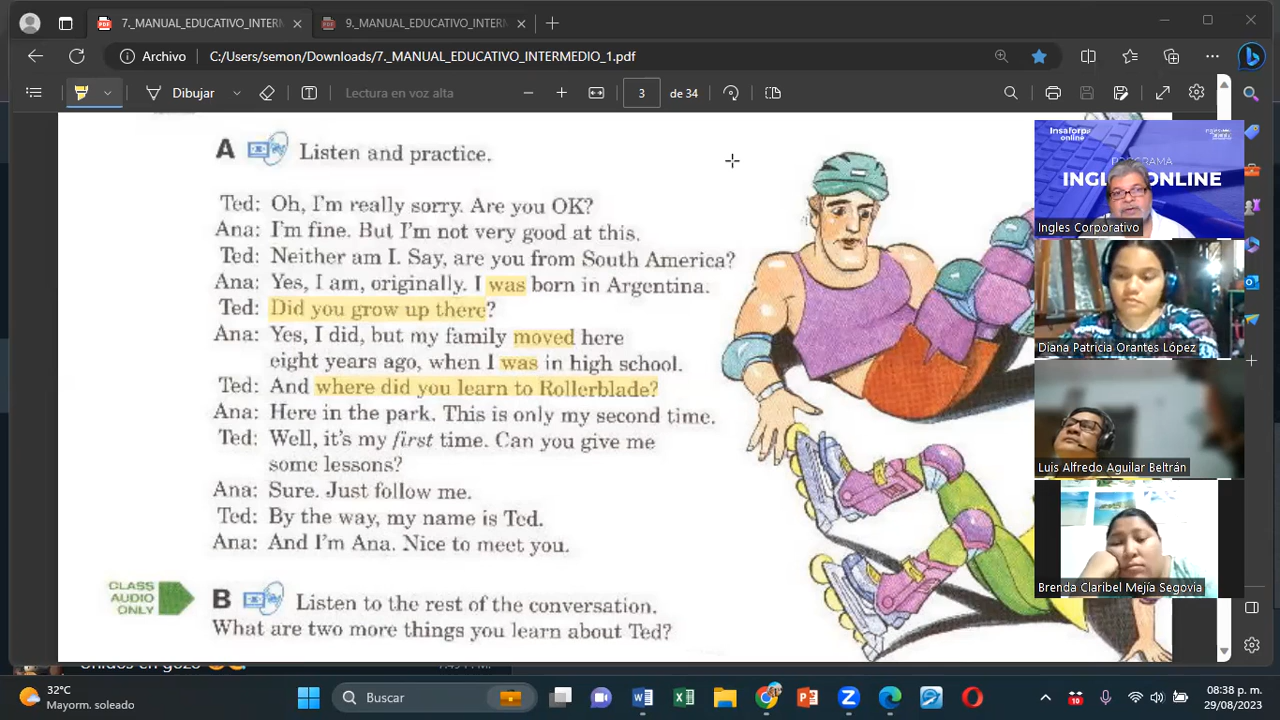 7._MANUAL_EDUCATIVO_INTERM
9._MANUAL_EDUCATIVO_INTERM
Archivo
C:/Users/semon/Downloads/7._MANUAL_EDUCATIVO_INTERMEDIO_1.pdf
Dibujar
Lectura en voz alta
3
de 34
A Listen and practice.
Ted: Oh, I'm really sorry. Are you OK?
Ana: I'm fine. But I'm not very good at this.
Ted: Neither am I. Say, are you from South America?
Ana: Yes, I am, originally. I was born in Argentina.
Ted: Did you grow up there?
Ana: Yes, I did, but my family moved here
eight years ago, when I was in high school.
Ted: And where did you learn to Rollerblade?
Ana: Here in the park. This is only my second time.
Ted: Well, it's my first time. Can you give me
some lessons?
Ana: Sure. Just follow me.
Ted: By the way, my name is Ted.
Ana: And I'm Ana. Nice to meet you.
CLASS
AUDIO
ONLY
B Listen to the rest of the conversation.
What are two more things you learn about Ted?
Insaforp
online
PROGRAMA
INGL ONLINE
Ingles Corporativo
Diana Patricia Orantes López
Luis Alfredo Aguilar Beltrán
Brenda Claribel Mejía Segovia
Unidos en gozo
32°C
Mayorm. soleado
Buscar
10
08:38 p. m.
29/08/2023